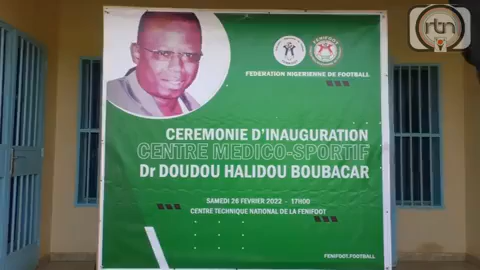 rtn
FENIFOOT
FEDERATION NIGERIENNE DE FOOTBALL
CEREMONIE D'INAUGURATION
CENTRE MEDICO-SPORTIF
Dr DOUDOU HALIDOU BOUBACAR
SAMEDI 26 FEVRIER 2022 - 17H00
CENTRE TECHNIQUE NATIONAL DE LA FENIFOOT
FENIFOOT.FOOTBALL